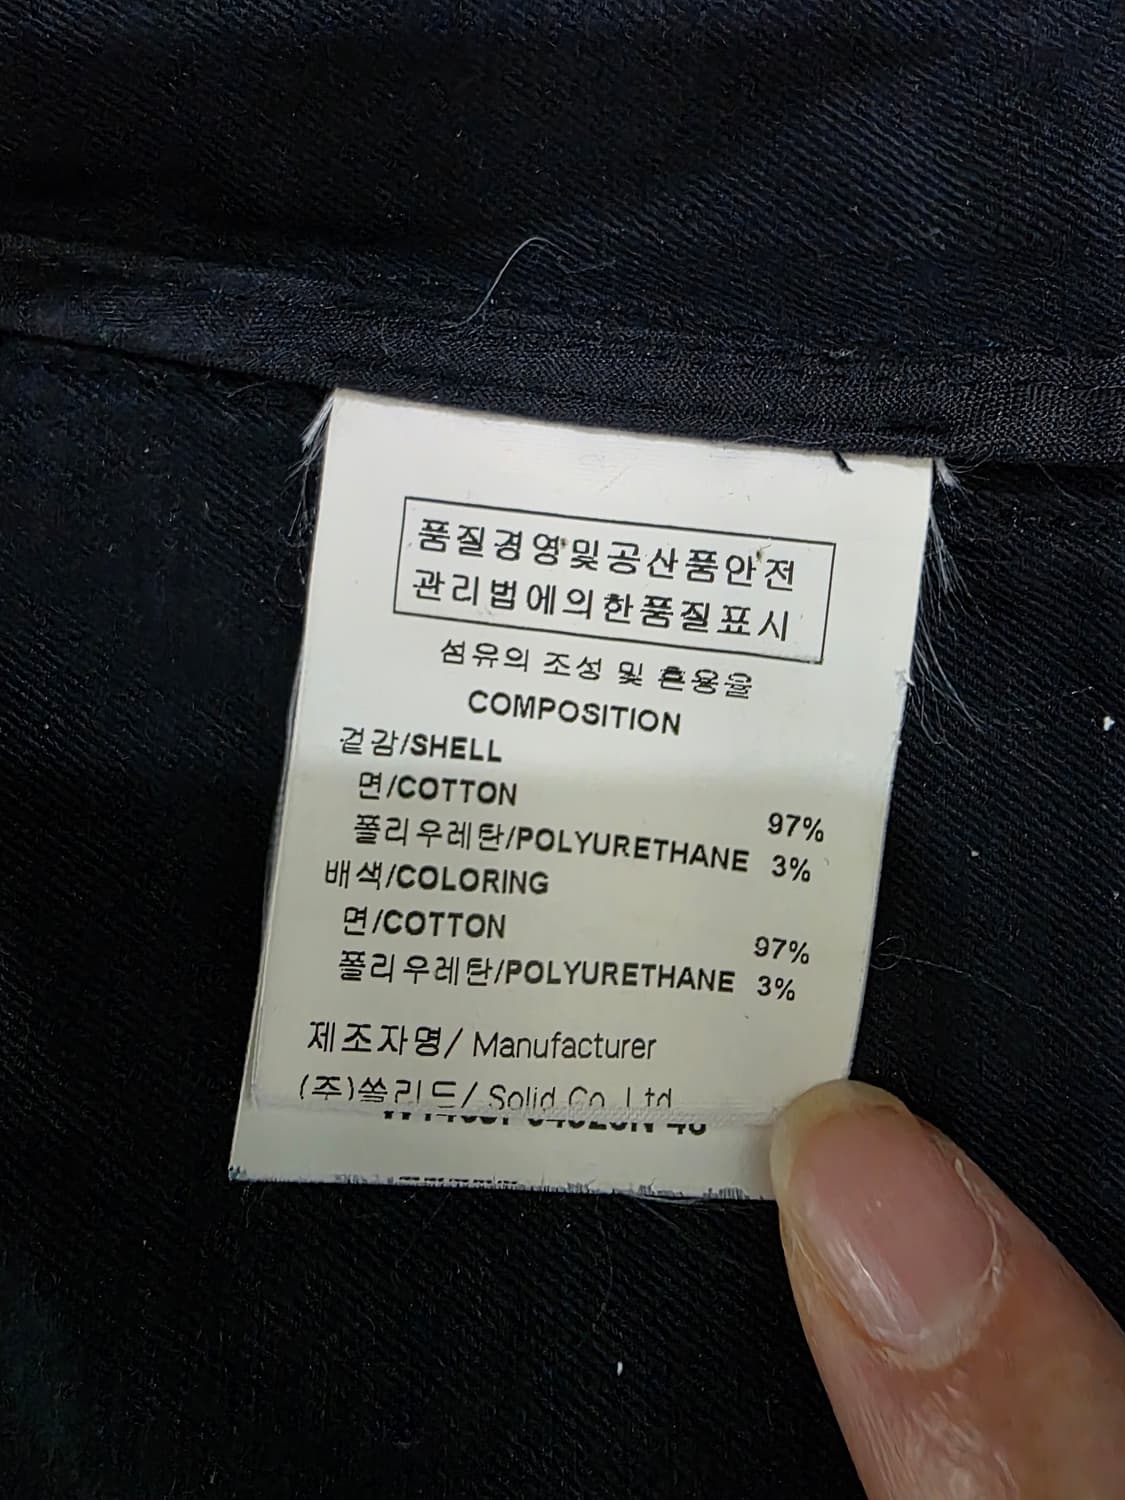 품질경영및공산품안전
관리법에의한품질표시
섬유의 조성 및 혼용율
COMPOSITION
겉감/SHELL
면/COTTON 97%
폴리우레탄/POLYURETHANE 3%
배색/COLORING
면/COTTON 97%
폴리우레탄/POLYURETHANE 3%
제조자명/ Manufacturer
(주)쏠리드/ Solid Co. Ltd